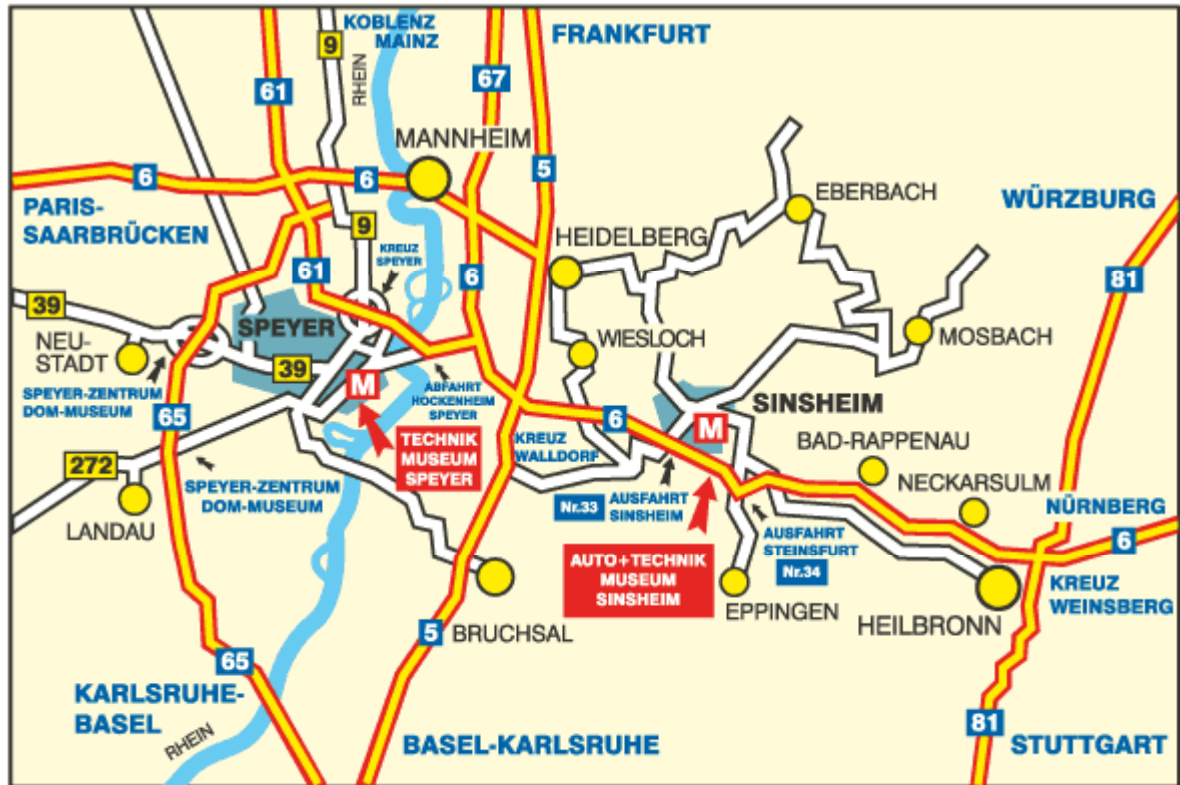 KOBLENZ
MAINZ
FRANKFURT
9
RHEIN
61
67
MANNHEIM
5
6
6
EBERBACH
WÜRZBURG
PARIS-
SAARBRÜCKEN
9
KREUZ
SPEYER
HEIDELBERG
61
6
81
39
SPEYER
NEU-
STADT
WIESLOCH
MOSBACH
39
M
SPEYER-ZENTRUM
DOM-MUSEUM
ABFAHRT
HOCKENHEIM
SPEYER
65
6
M
SINSHEIM
TECHNIK
MUSEUM
SPEYER
KREUZ
WALLDORF
BAD-RAPPENAU
272
SPEYER-ZENTRUM
DOM-MUSEUM
NECKARSULM
LANDAU
Nr.33
AUSFAHRT
SINSHEIM
NÜRNBERG
AUSFAHRT
STEINSFURT
Nr.34
6
AUTO+TECHNIK
MUSEUM
SINSHEIM
EPPINGEN
KREUZ
WEINSBERG
HEILBRONN
5
BRUCHSAL
65
KARLSRUHE-
BASEL
81
RHEIN
BASEL-KARLSRUHE
STUTTGART